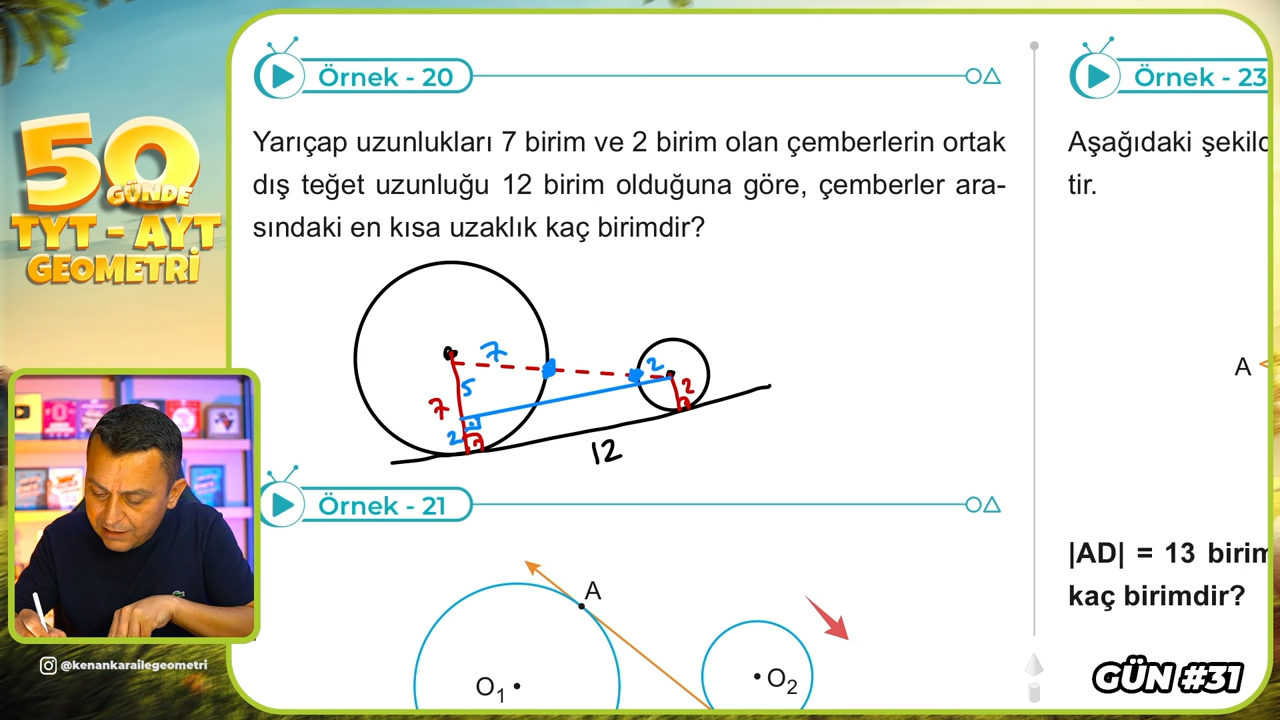 50
GÜNDE
TYT - AYT
GEOMETRİ
Örnek - 20
Yarıçap uzunlukları 7 birim ve 2 birim olan çemberlerin ortak
dış teğet uzunluğu 12 birim olduğuna göre, çemberler ara-
sındaki en kısa uzaklık kaç birimdir?
7
2
5
7
2
2
12
Örnek - 21
A
O1
O2
Örnek - 23
Aşağıdaki şekild
tir.
A
|AD| = 13 birim
kaç birimdir?
@kenankarailegeometri
GÜN #31